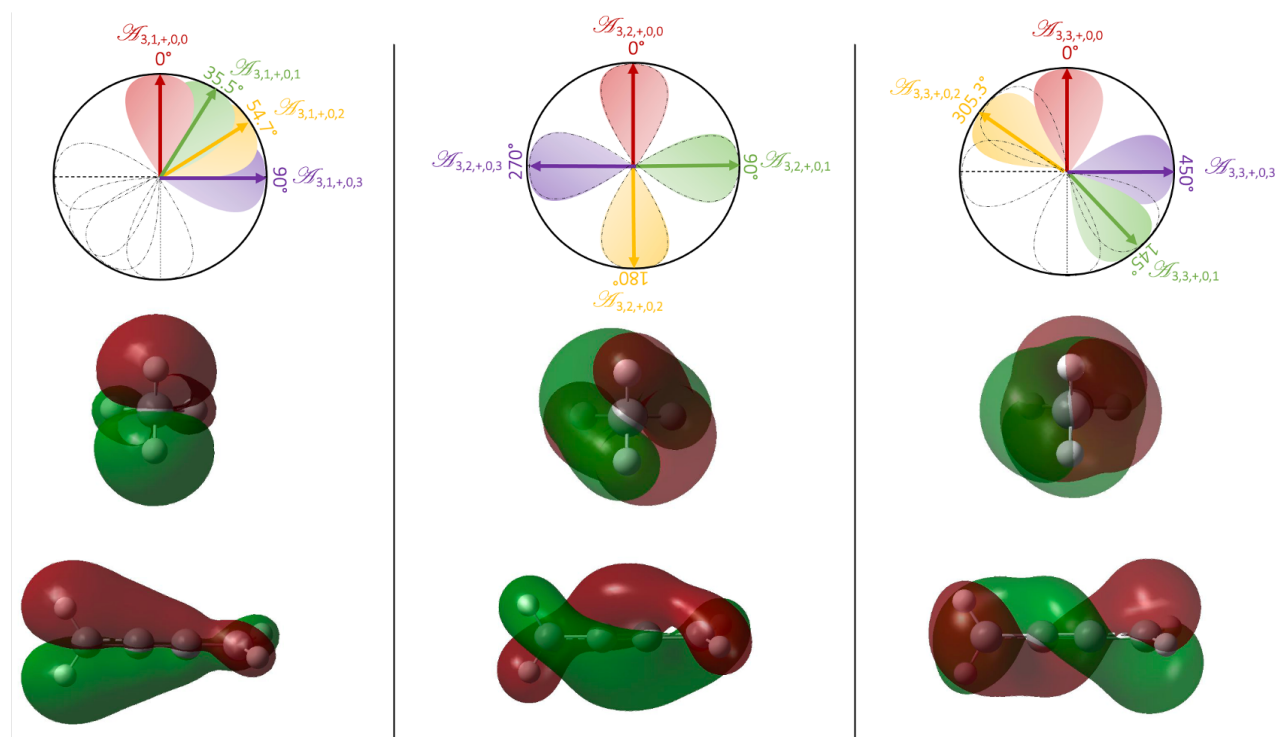 𝒜3,1,+,0,0
0°
𝒜3,1,+,0,1
35.5°
𝒜3,1,+,0,2
54.7°
𝒜3,1,+,0,3
90°
𝒜3,2,+,0,0
0°
𝒜3,2,+,0,3
270°
90°
𝒜3,2,+,0,1
180°
𝒜3,2,+,0,2
𝒜3,3,+,0,0
0°
𝒜3,3,+,0,2
305.3°
450°
𝒜3,3,+,0,3
145°
𝒜3,3,+,0,1